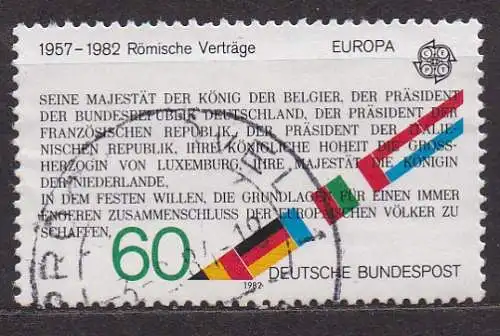 1957-1982 Römische Verträge EUROPA
SEINE MAJESTÄT DER KÖNIG DER BELGIER, DER PRÄSIDENT
DER BUNDESREPUBLIK DEUTSCHLAND, DER PRÄSIDENT DER
FRANZÖSISCHEN REPUBLIK, DER PRÄSIDENT DER ITALIE-
NISCHEN REPUBLIK, IHRE KÖNIGLICHE HOHEIT DIE GROSS-
HERZOGIN VON LUXEMBURG, IHRE MAJESTÄT DIE KÖNIGIN
DER NIEDERLANDE,
IN DEM FESTEN WILLEN, DIE GRUNDLAGEN FÜR EINEN IMMER
ENGEREN ZUSAMMENSCHLUSS DER EUROPÄISCHEN VÖLKER ZU
SCHAFFEN,
60
1982 DEUTSCHE BUNDESPOST